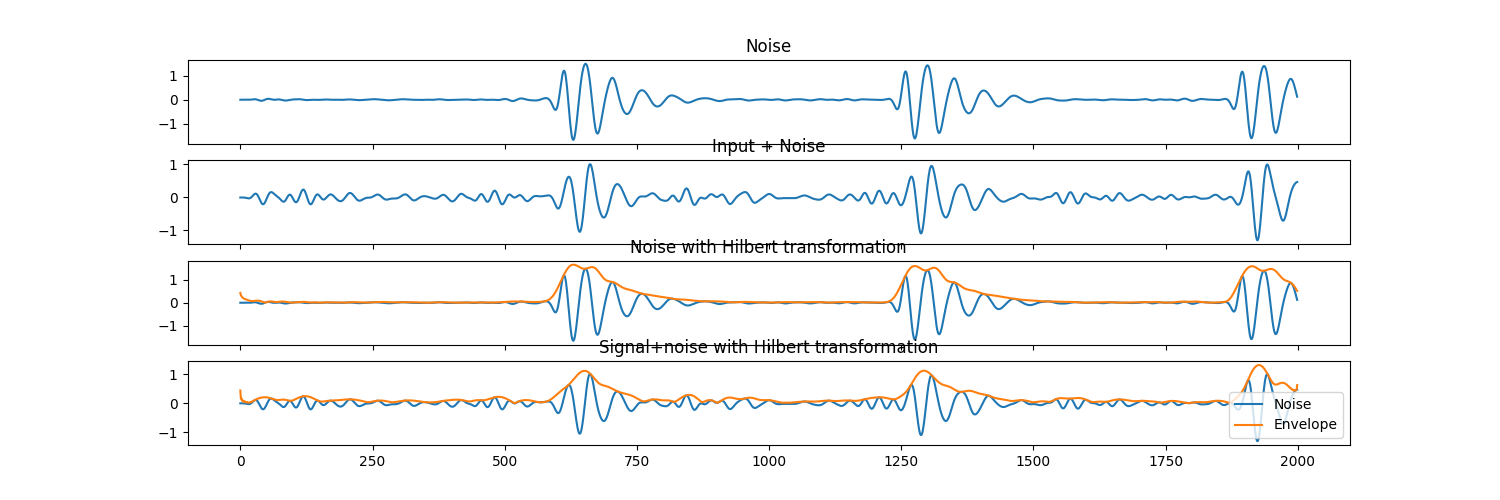 Noise
1
0
−1
Input + Noise
1
0
−1
Noise with Hilbert transformation
1
0
−1
Signal+noise with Hilbert transformation
1
0
−1
Noise
Envelope
0 250 500 750 1000 1250 1500 1750 2000